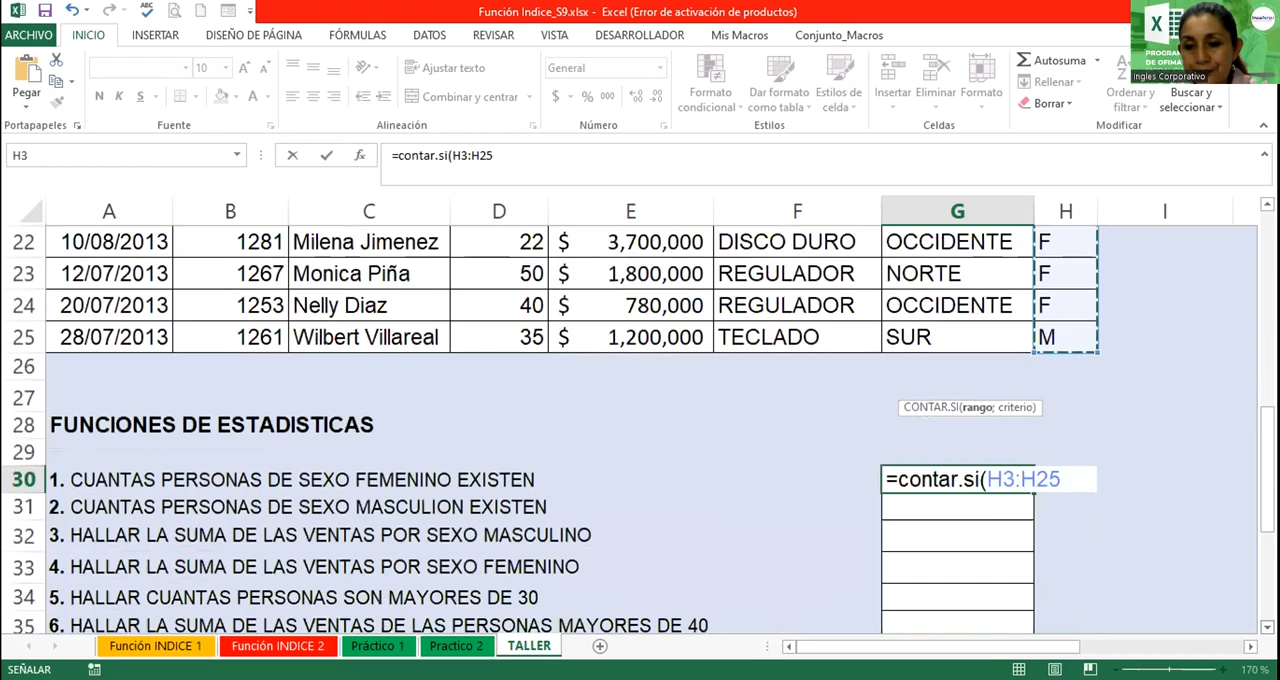 Función Indice_S9.xlsx - Excel (Error de activación de productos)
ARCHIVO INICIO INSERTAR DISEÑO DE PÁGINA FÓRMULAS DATOS REVISAR VISTA DESARROLLADOR Mis Macros Conjunto_Macros
Pegar
10
N K S
Ajustar texto
Combinar y centrar
General
$ % 000
Formato condicional
Dar formato como tabla
Estilos de celda
Insertar Eliminar Formato
Autosuma
Rellenar
Borrar
Ordenar y filtrar
Buscar y seleccionar
Portapapeles Fuente Alineación Número Estilos Celdas Modificar
Ingles Corporativo
H3 =contar.si(H3:H25
A B C D E F G H I
22 10/08/2013 1281 Milena Jimenez 22 $ 3,700,000 DISCO DURO OCCIDENTE F
23 12/07/2013 1267 Monica Piña 50 $ 1,800,000 REGULADOR NORTE F
24 20/07/2013 1253 Nelly Diaz 40 $ 780,000 REGULADOR OCCIDENTE F
25 28/07/2013 1261 Wilbert Villareal 35 $ 1,200,000 TECLADO SUR M
26
27
CONTAR.SI(rango; criterio)
28 FUNCIONES DE ESTADISTICAS
29
30 1. CUANTAS PERSONAS DE SEXO FEMENINO EXISTEN =contar.si(H3:H25
31 2. CUANTAS PERSONAS DE SEXO MASCULION EXISTEN
32 3. HALLAR LA SUMA DE LAS VENTAS POR SEXO MASCULINO
33 4. HALLAR LA SUMA DE LAS VENTAS POR SEXO FEMENINO
34 5. HALLAR CUANTAS PERSONAS SON MAYORES DE 30
35 6. HALLAR LA SUMA DE LAS VENTAS DE LAS PERSONAS MAYORES DE 40
Función INDICE 1 Función INDICE 2 Práctico 1 Practico 2 TALLER
SEÑALAR 170 %